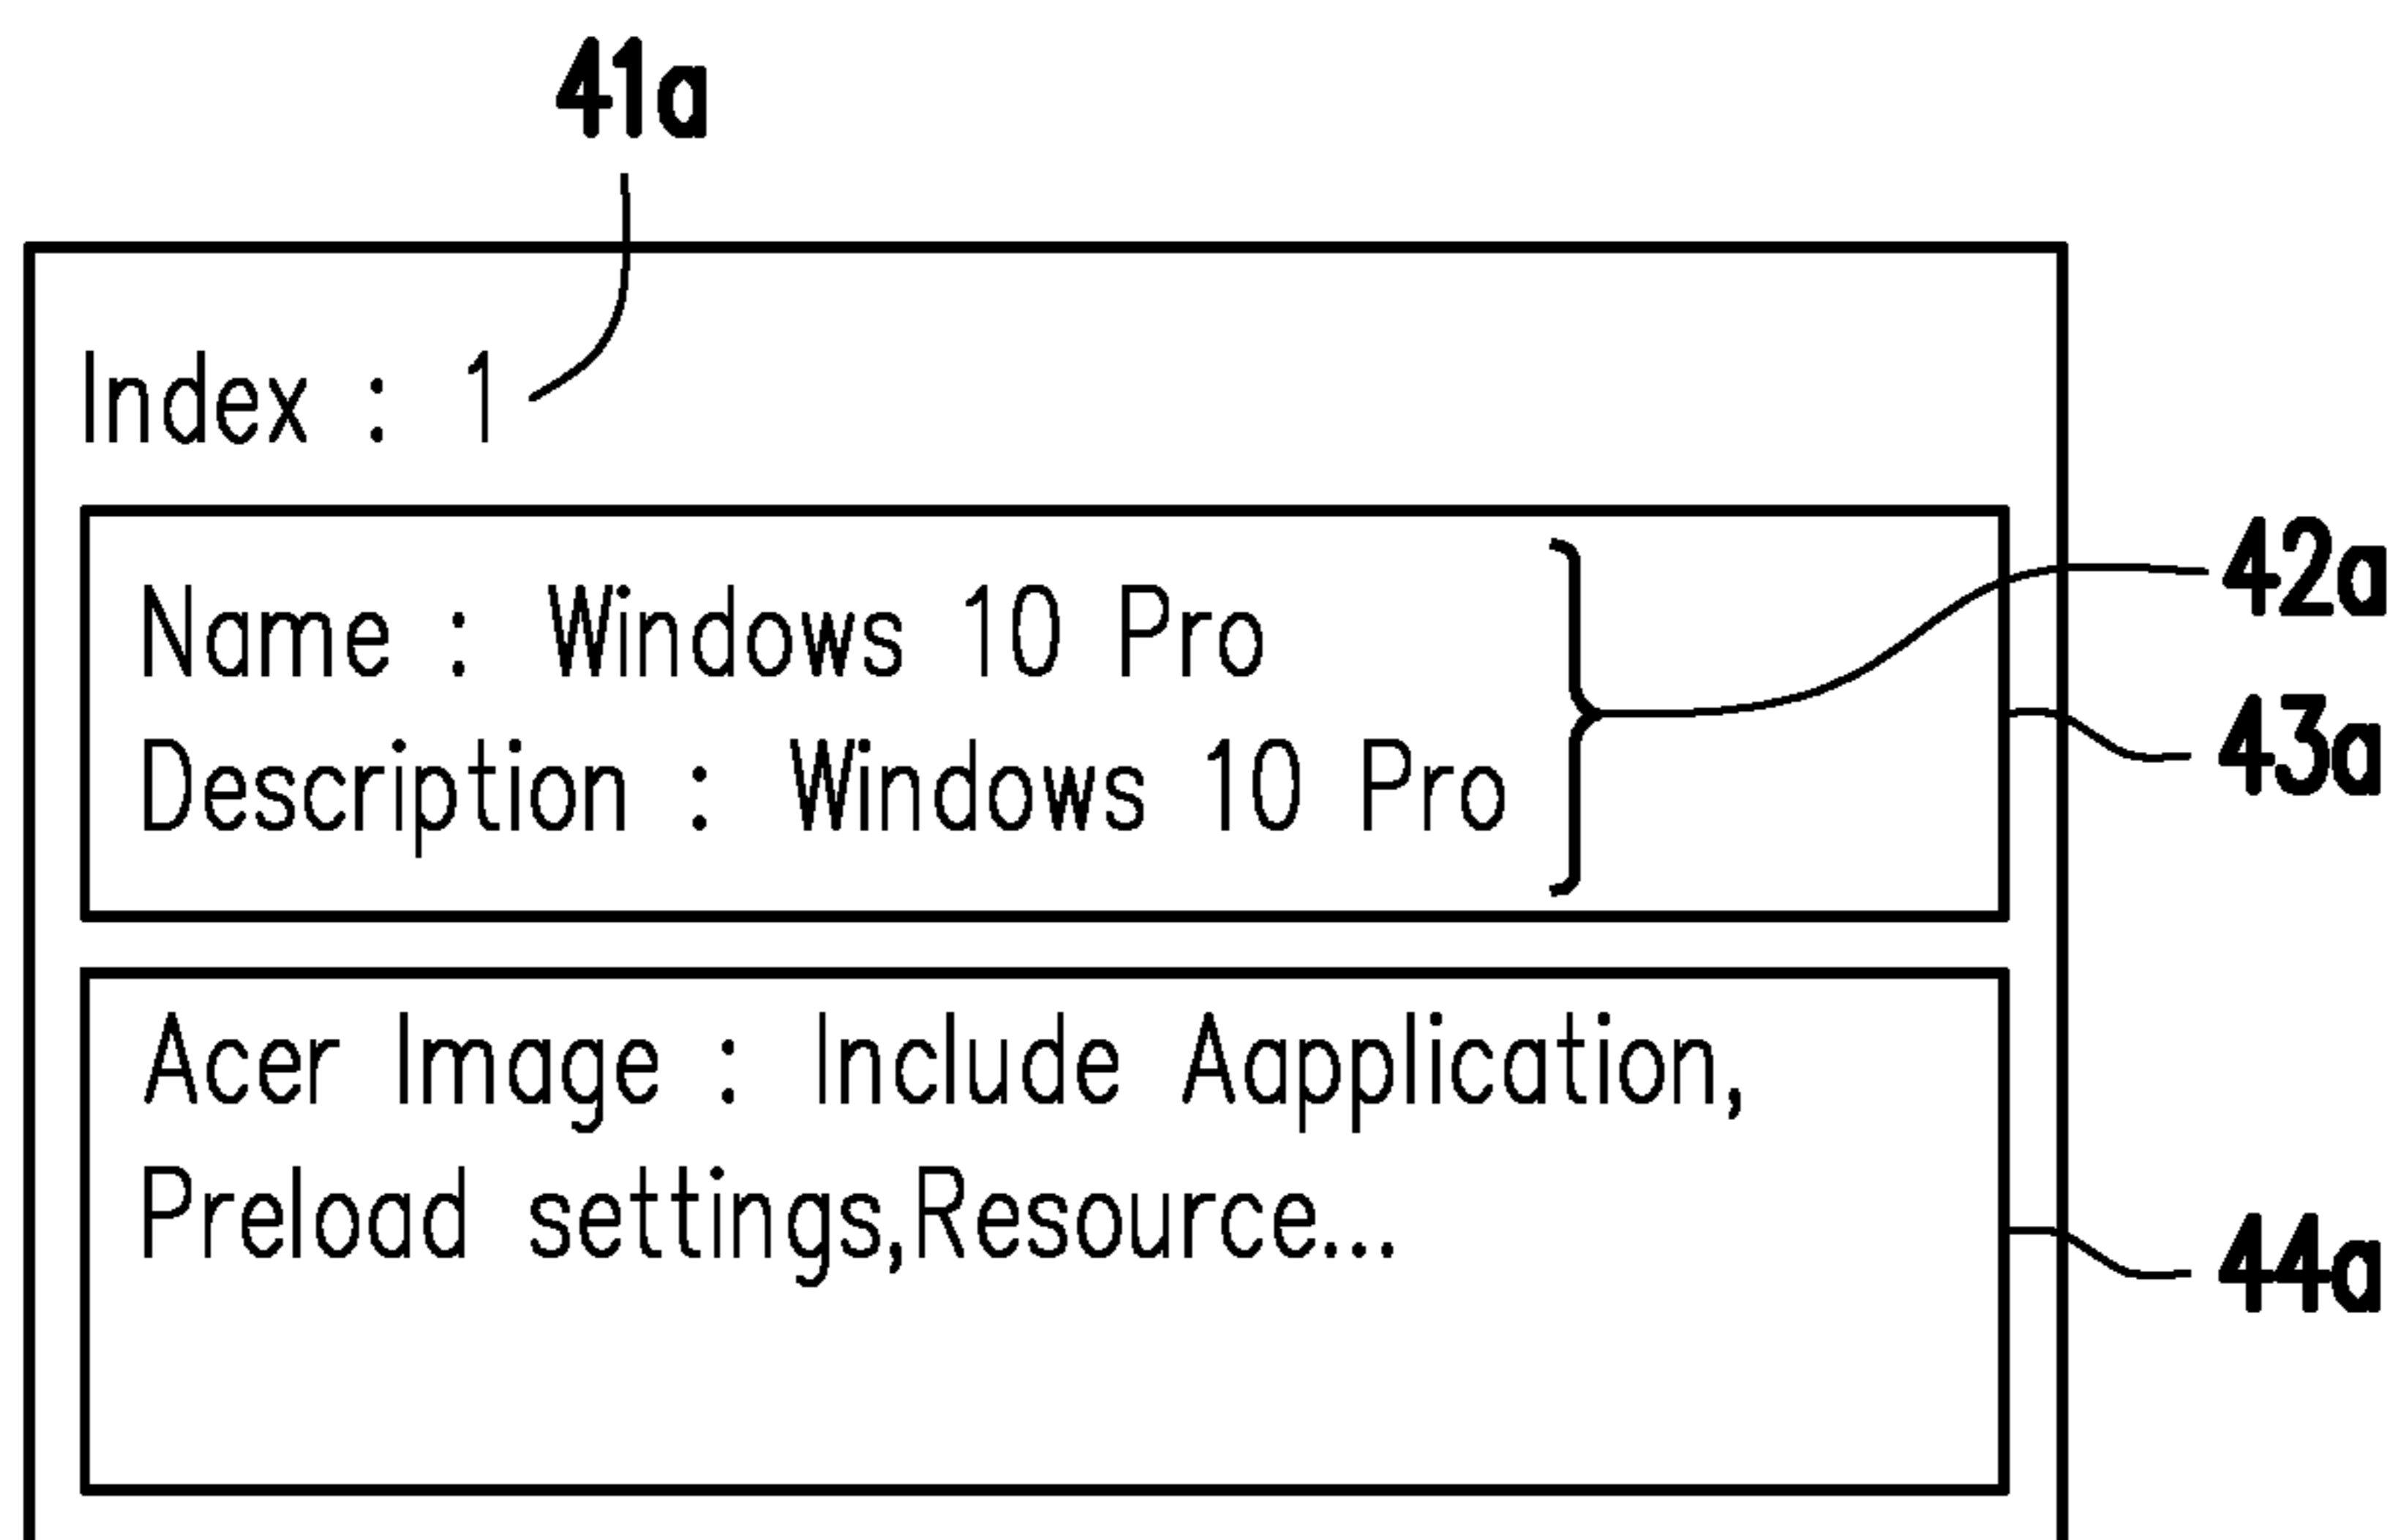 41a
Index : 1
42a
Name : Windows 10 Pro
43a
Description : Windows 10 Pro
Acer Image : Include Aapplication,
Preload settings,Resource...
44a